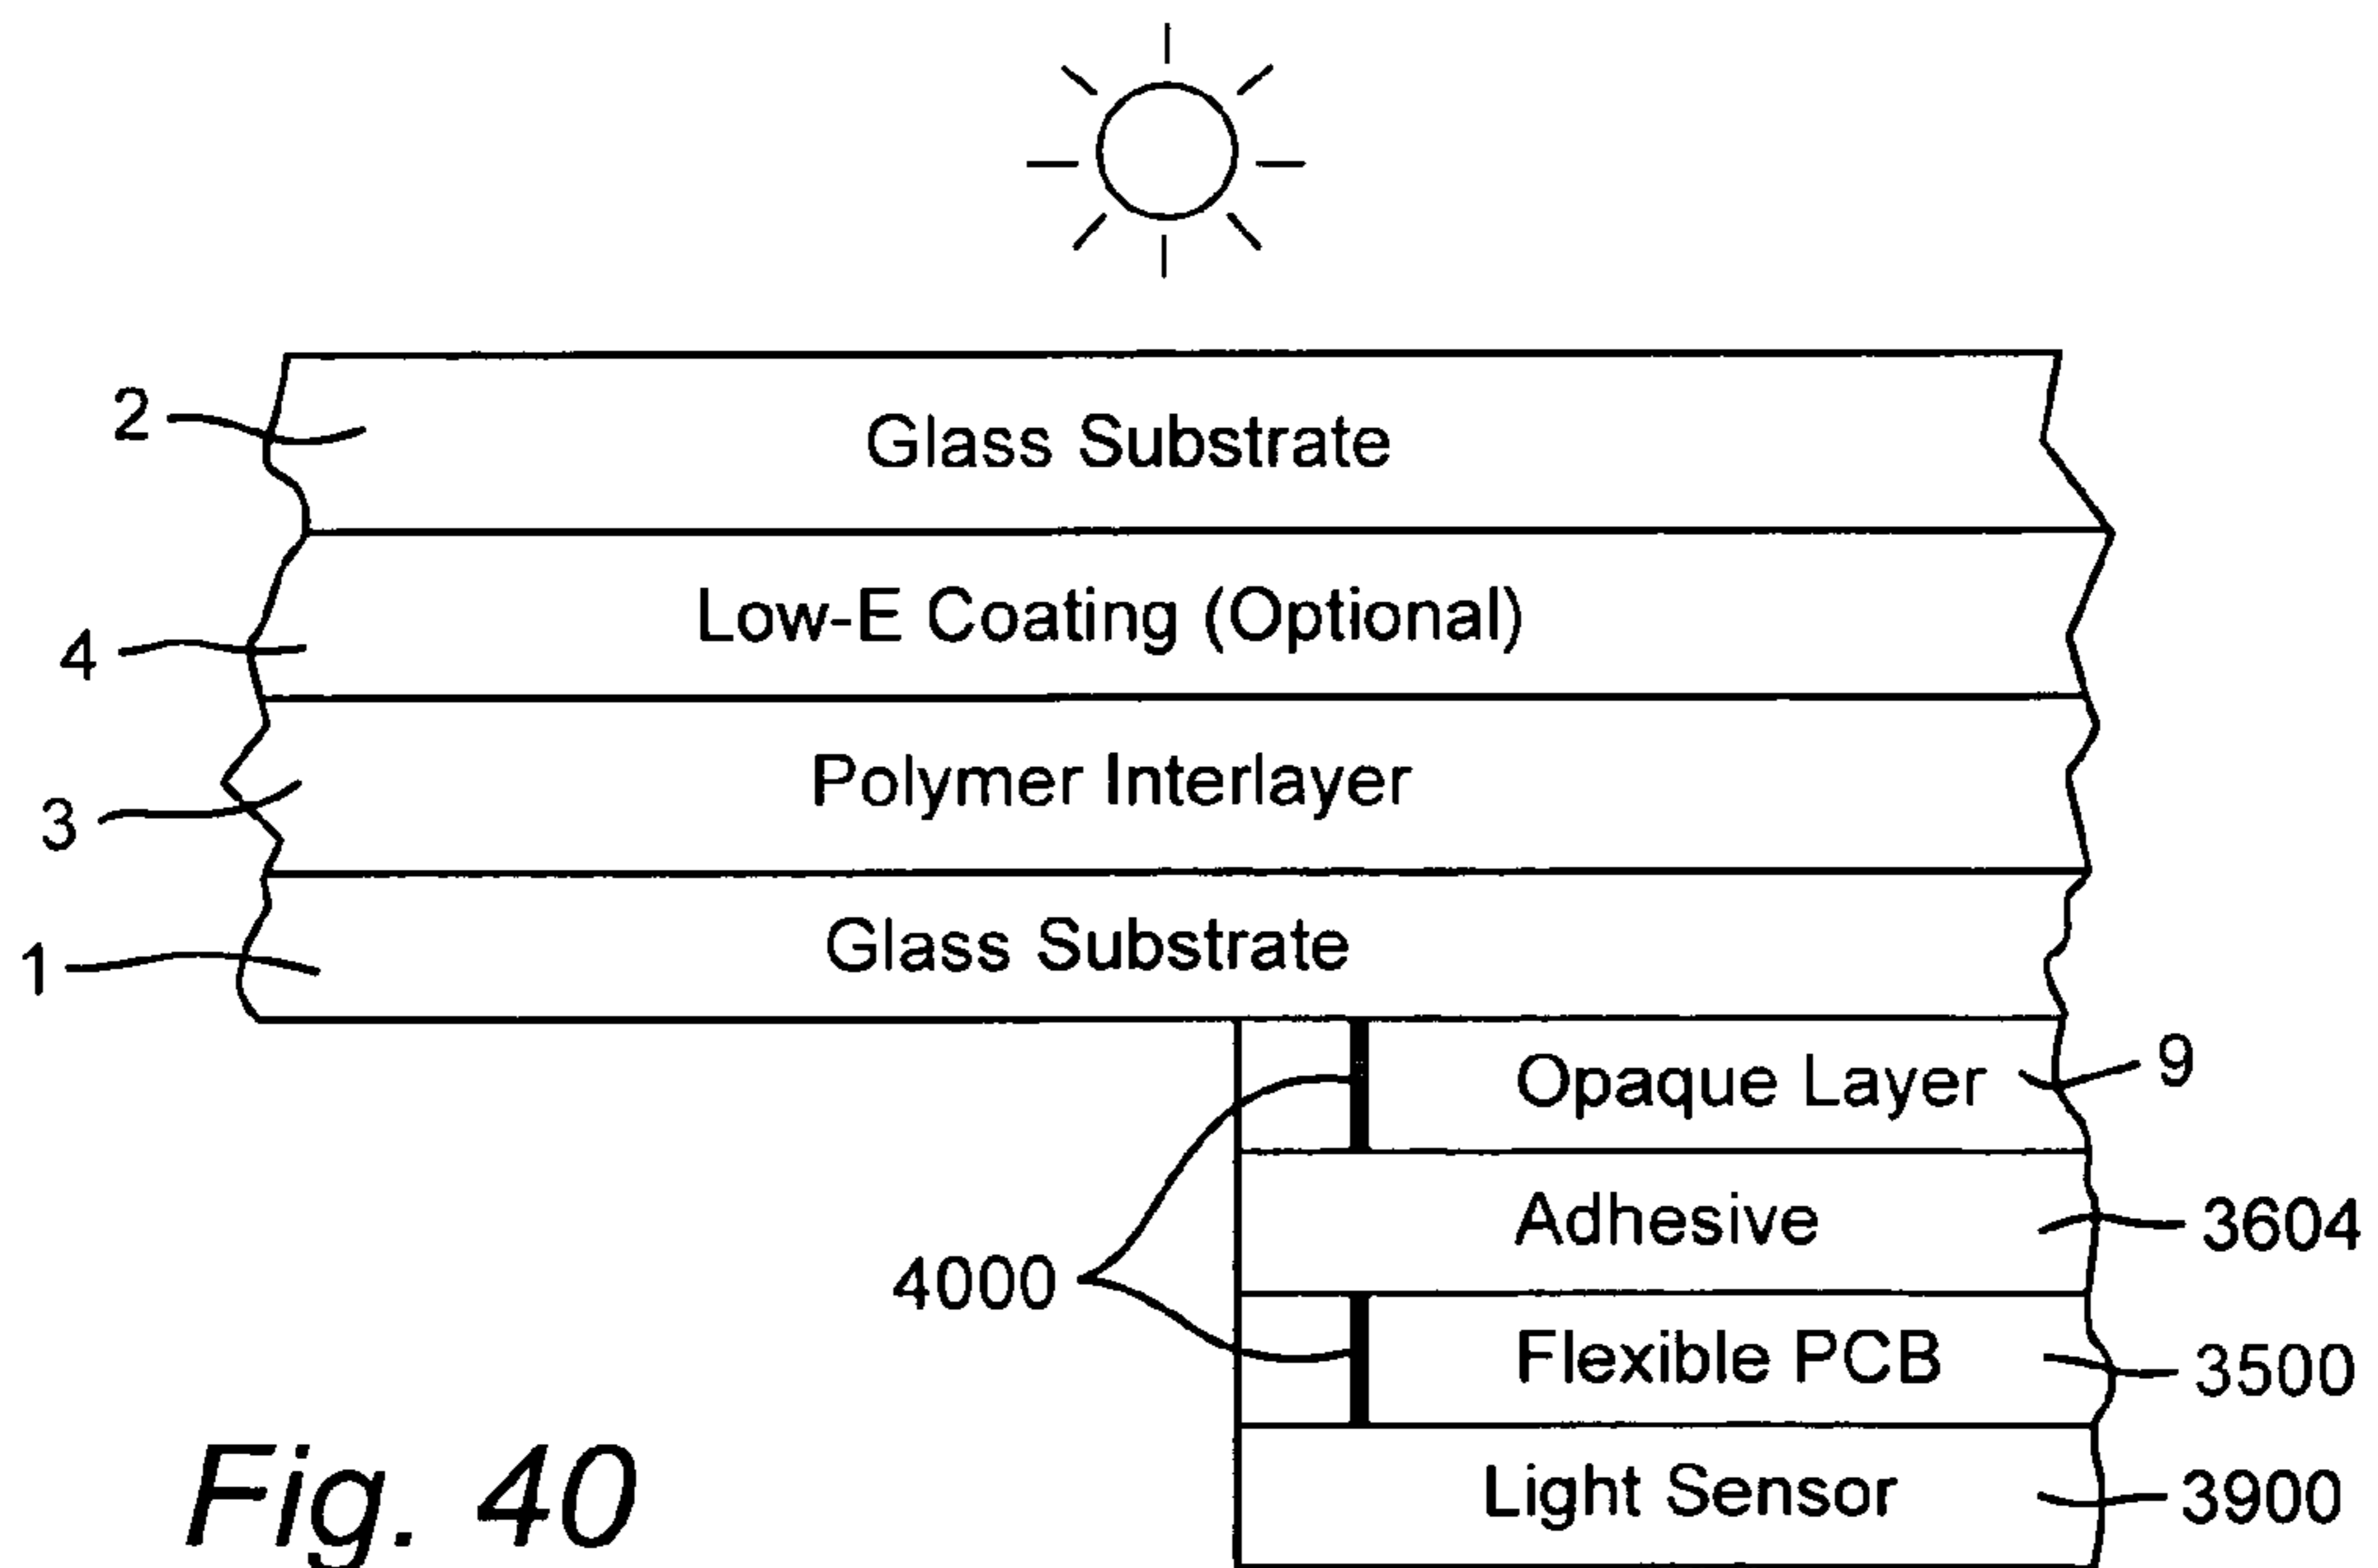 2
Glass Substrate
Low-E Coating (Optional)
4
Polymer Interlayer
3
Glass Substrate
1
Opaque Layer
9
Adhesive
3604
4000
Flexible PCB
3500
Light Sensor
3900
Fig. 40